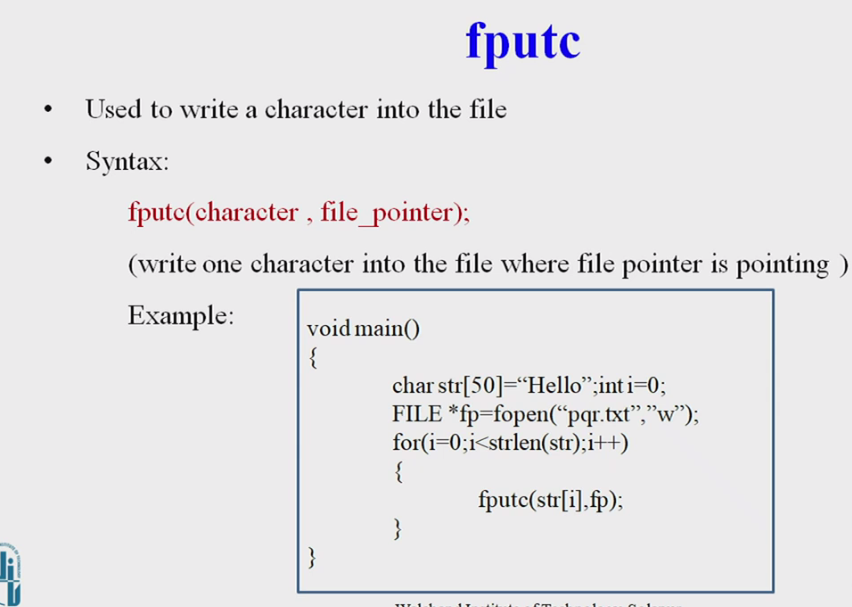 fputc
• Used to write a character into the file
• Syntax:
fputc(character , file_pointer);
(write one character into the file where file pointer is pointing )
Example:
void main()
{
char str[50]=“Hello”;int i=0;
FILE *fp=fopen(“pqr.txt”,”w”);
for(i=0;i<strlen(str);i++)
{
fputc(str[i],fp);
}
}